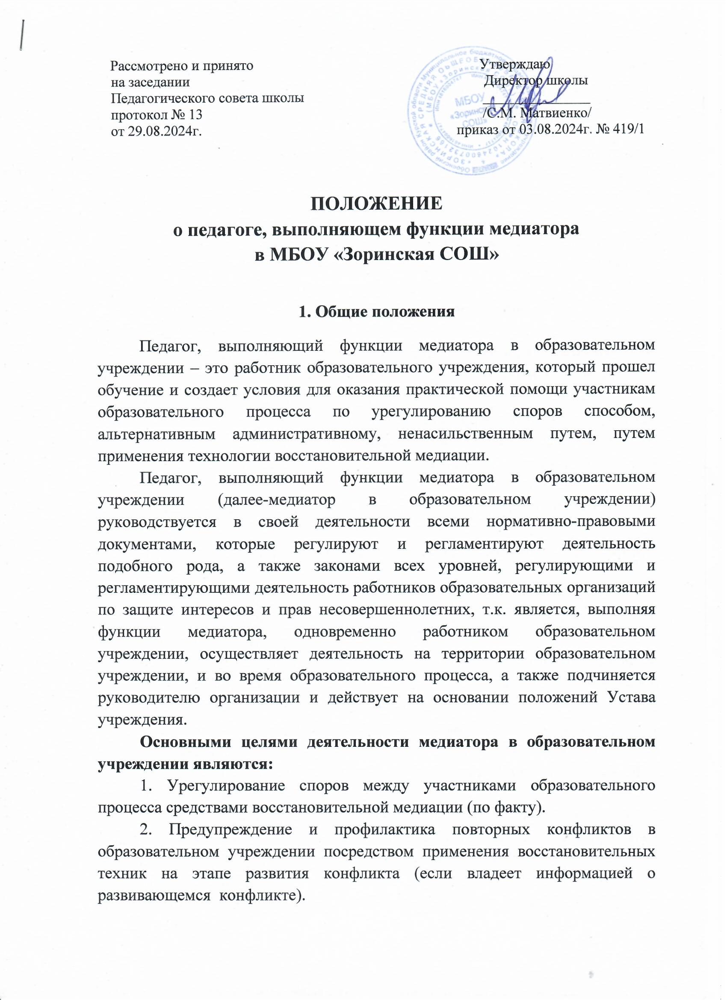 Рассмотрено и принято
на заседании
Педагогического совета школы
протокол № 13
от 29.08.2024г.
Утверждаю
Директор школы
/С.М. Матвиенко/
приказ от 03.08.2024г. № 419/1
МБОУ
«Зоринская
СОШ»
ПОЛОЖЕНИЕ
о педагоге, выполняющем функции медиатора
в МБОУ «Зоринская СОШ»
1. Общие положения
Педагог, выполняющий функции медиатора в образовательном
учреждении – это работник образовательного учреждения, который прошел
обучение и создает условия для оказания практической помощи участникам
образовательного процесса по урегулированию споров способом,
альтернативным административному, ненасильственным путем, путем
применения технологии восстановительной медиации.
Педагог, выполняющий функции медиатора в образовательном
учреждении (далее-медиатор в образовательном учреждении)
руководствуется в своей деятельности всеми нормативно-правовыми
документами, которые регулируют и регламентируют деятельность
подобного рода, а также законами всех уровней, регулирующими и
регламентирующими деятельность работников образовательных организаций
по защите интересов и прав несовершеннолетних, т.к. является, выполняя
функции медиатора, одновременно работником образовательном
учреждении, осуществляет деятельность на территории образовательном
учреждении, и во время образовательного процесса, а также подчиняется
руководителю организации и действует на основании положений Устава
учреждения.
Основными целями деятельности медиатора в образовательном
учреждении являются:
1. Урегулирование споров между участниками образовательного
процесса средствами восстановительной медиации (по факту).
2. Предупреждение и профилактика повторных конфликтов в
образовательном учреждении посредством применения восстановительных
техник на этапе развития конфликта (если владеет информацией о
развивающемся конфликте).